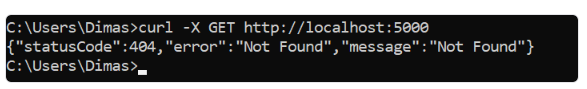 C:\Users\Dimas>curl -X GET http://localhost:5000
{"statusCode":404,"error":"Not Found","message":"Not Found"}
C:\Users\Dimas>